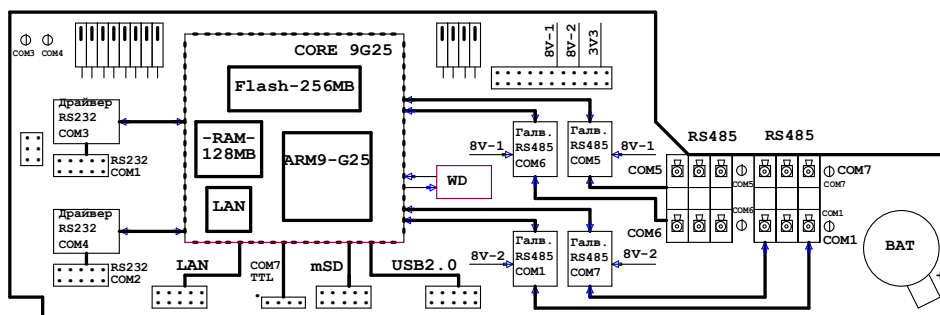 COM3 COM4
CORE 9G25
8V-1
8V-2
3V3
Flash-256MB
Драйвер
RS232
COM3
RS232
COM1
-RAM-
128MB
ARM9-G25
LAN
WD
8V-1
Галв.
RS485
COM6
Галв.
RS485
COM5
8V-1
RS485
RS485
COM5
COM5
COM7
COM7
COM6
COM6
COM1
COM1
Драйвер
RS232
COM4
RS232
COM2
LAN
COM7
TTL
mSD
USB2.0
8V-2
Галв.
RS485
COM1
Галв.
RS485
COM7
8V-2
BAT
+